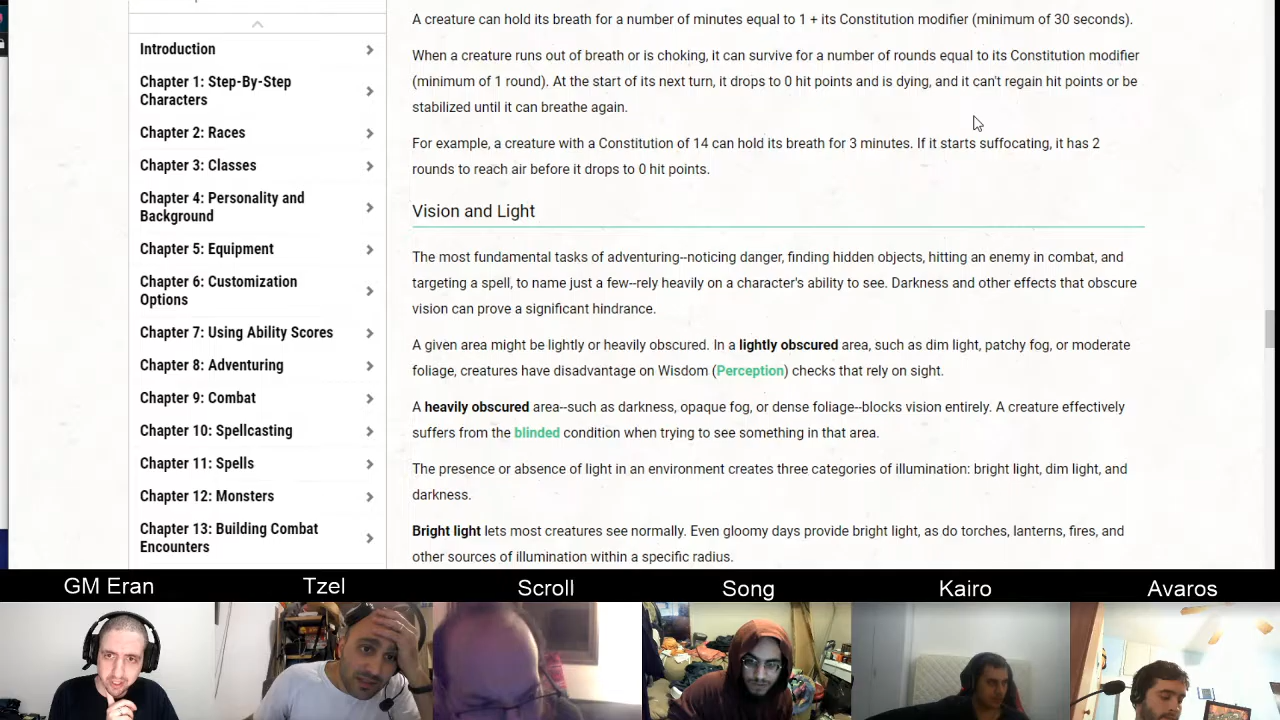 A creature can hold its breath for a number of minutes equal to 1 + its Constitution modifier (minimum of 30 seconds).
When a creature runs out of breath or is choking, it can survive for a number of rounds equal to its Constitution modifier
(minimum of 1 round). At the start of its next turn, it drops to 0 hit points and is dying, and it can't regain hit points or be
stabilized until it can breathe again.
For example, a creature with a Constitution of 14 can hold its breath for 3 minutes. If it starts suffocating, it has 2
rounds to reach air before it drops to 0 hit points.
Vision and Light
The most fundamental tasks of adventuring--noticing danger, finding hidden objects, hitting an enemy in combat, and
targeting a spell, to name just a few--rely heavily on a character's ability to see. Darkness and other effects that obscure
vision can prove a significant hindrance.
A given area might be lightly or heavily obscured. In a lightly obscured area, such as dim light, patchy fog, or moderate
foliage, creatures have disadvantage on Wisdom (Perception) checks that rely on sight.
A heavily obscured area--such as darkness, opaque fog, or dense foliage--blocks vision entirely. A creature effectively
suffers from the blinded condition when trying to see something in that area.
The presence or absence of light in an environment creates three categories of illumination: bright light, dim light, and
darkness.
Bright light lets most creatures see normally. Even gloomy days provide bright light, as do torches, lanterns, fires, and
other sources of illumination within a specific radius.
Introduction
Chapter 1: Step-By-Step
Characters
Chapter 2: Races
Chapter 3: Classes
Chapter 4: Personality and
Background
Chapter 5: Equipment
Chapter 6: Customization
Options
Chapter 7: Using Ability Scores
Chapter 8: Adventuring
Chapter 9: Combat
Chapter 10: Spellcasting
Chapter 11: Spells
Chapter 12: Monsters
Chapter 13: Building Combat
Encounters
GM Eran
Tzel
Scroll
Song
Kairo
Avaros